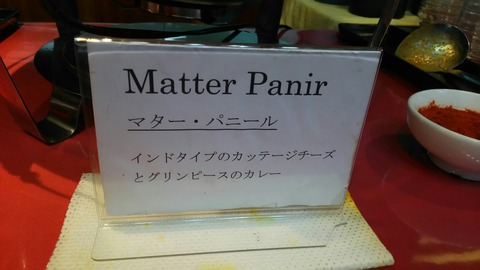 Matter Panir
マター・パニール
インドタイプのカッテージチーズ
とグリンピースのカレー